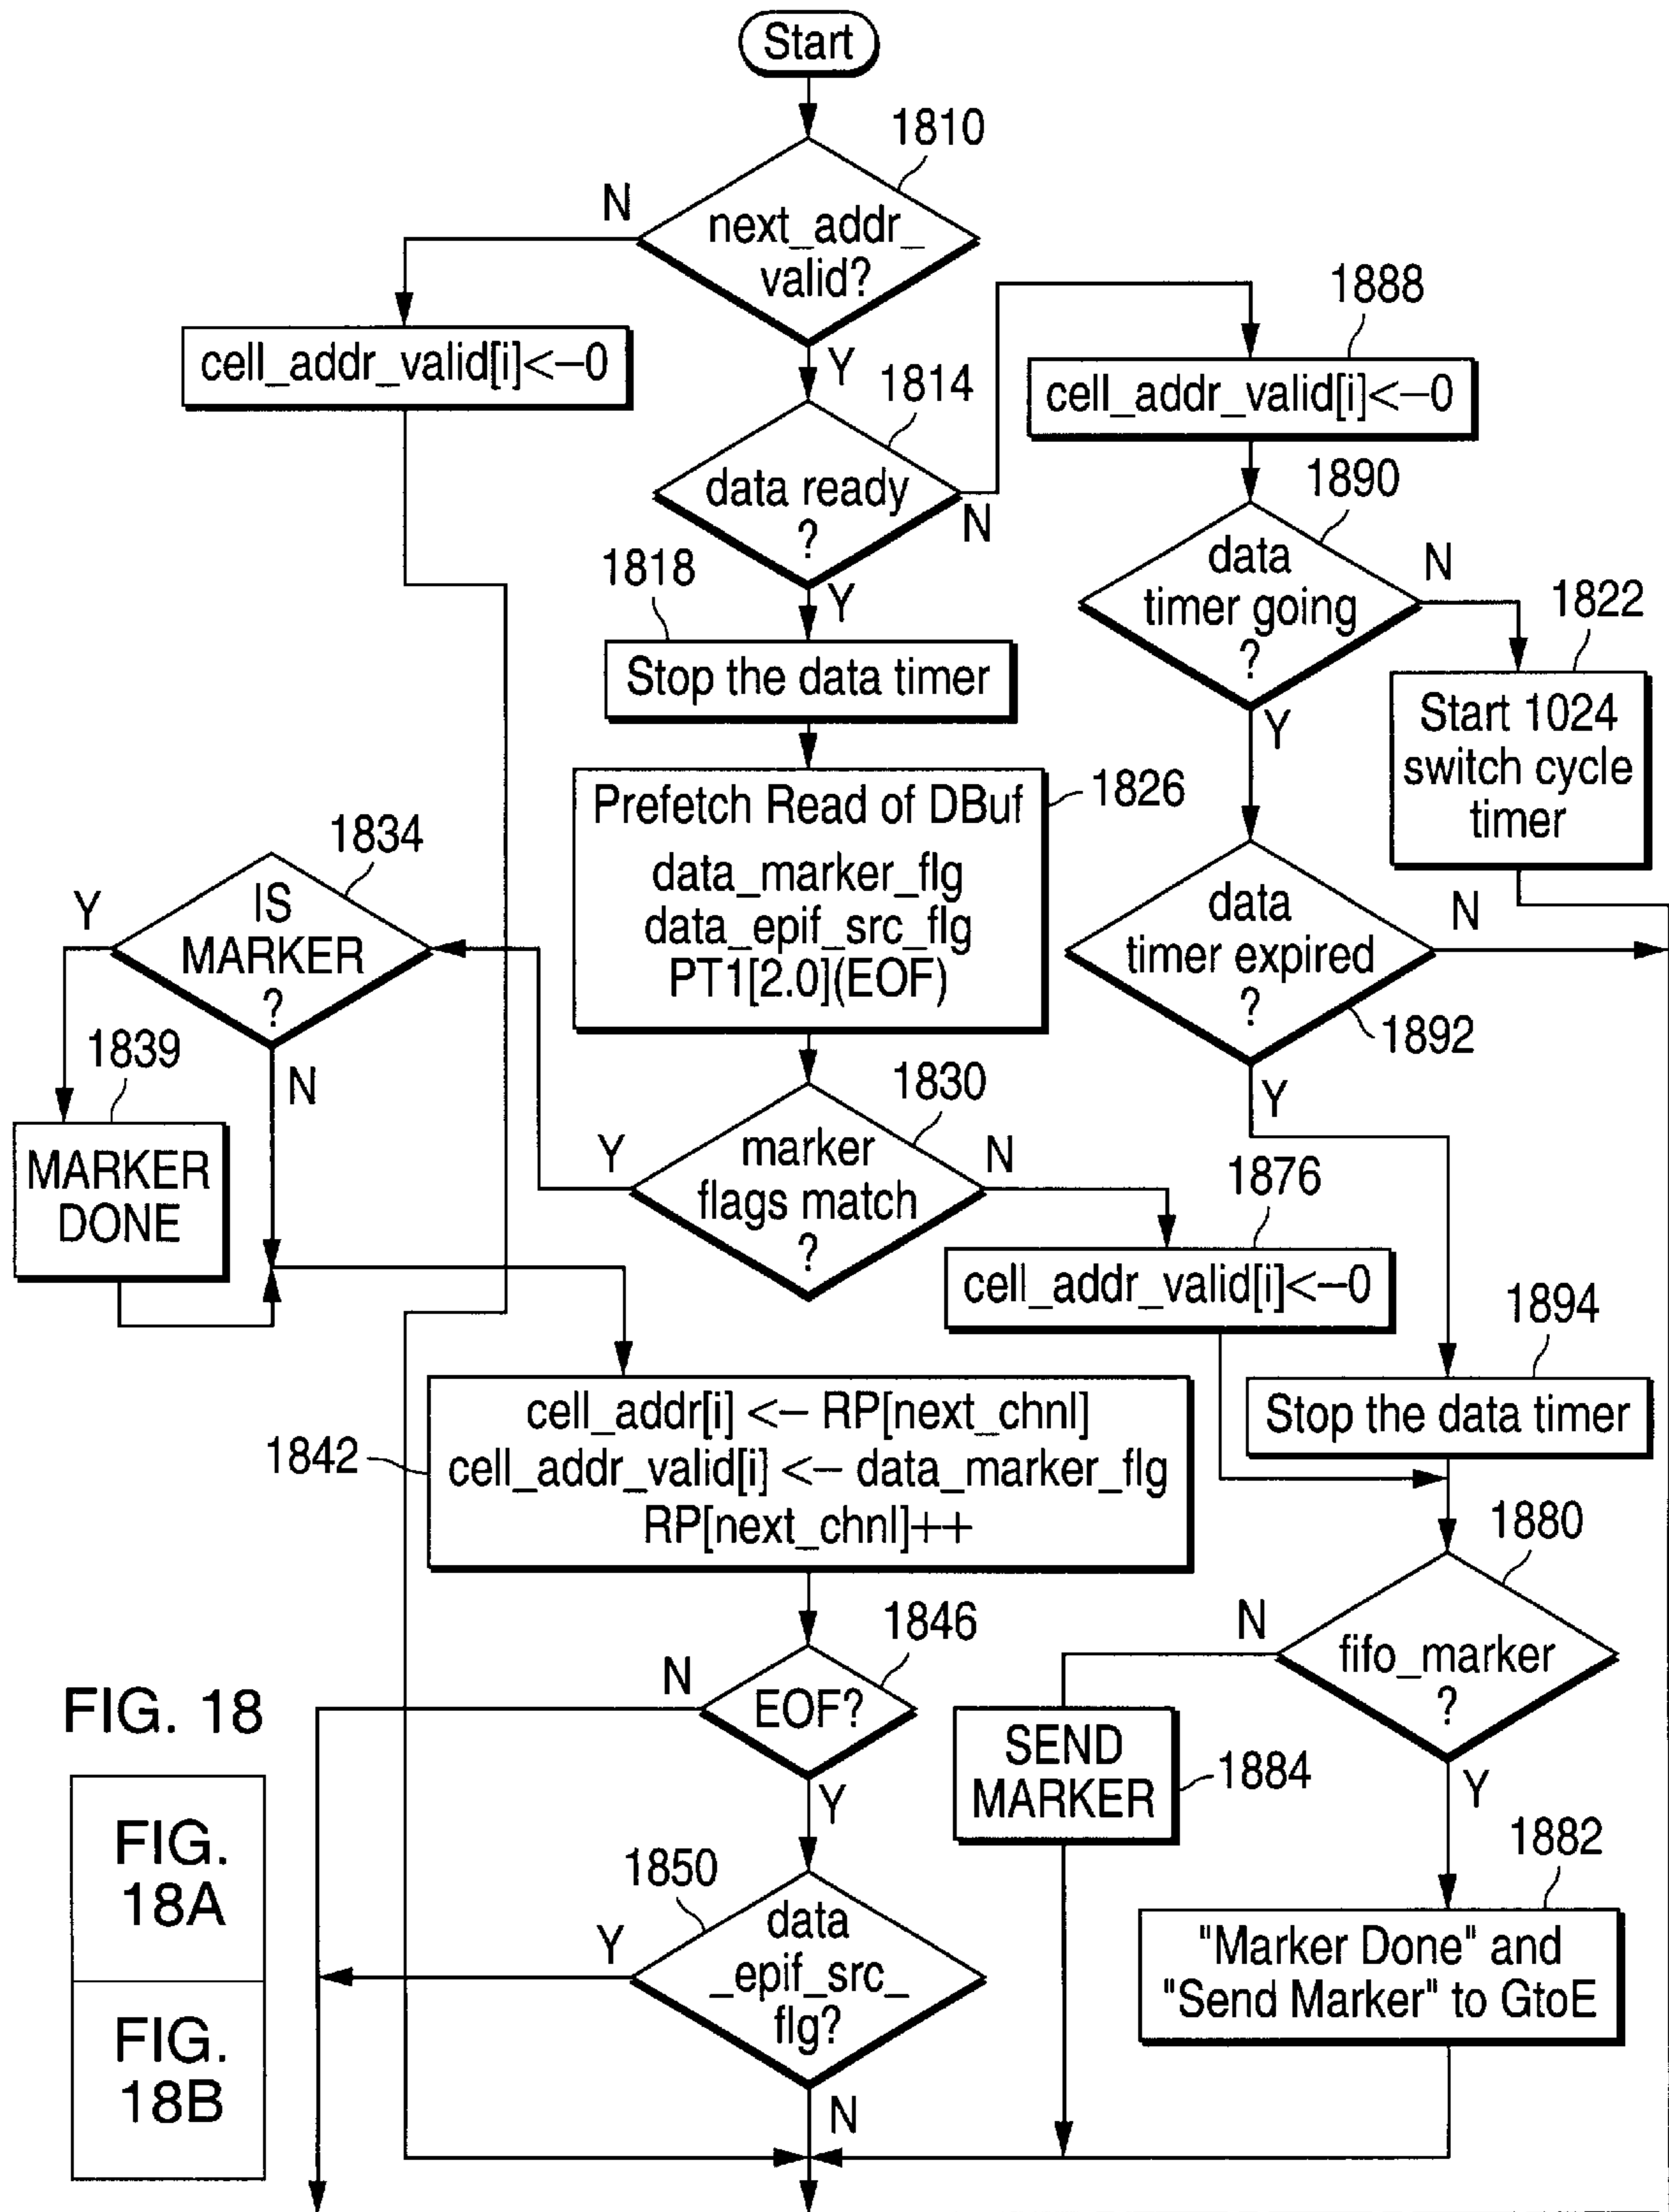 Start
1810
N
next_addr_
valid?
Y
cell_addr_valid[i]<–0
1888
cell_addr_valid[i]<–0
1814
data ready
?
N
Y
1890
data
timer going
?
N
Y
1818
Stop the data timer
1822
Start 1024
switch cycle
timer
1826
Prefetch Read of DBuf
data_marker_flg
data_epif_src_flg
PT1[2.0](EOF)
1834
Y
IS
MARKER
?
N
data
timer expired
?
N
1892
Y
1839
MARKER
DONE
1830
Y
marker
flags match
?
N
1876
cell_addr_valid[i]<–0
1894
Stop the data timer
1842
cell_addr[i] <– RP[next_chnl]
cell_addr_valid[i] <– data_marker_flg
RP[next_chnl]++
1880
N
fifo_marker
?
Y
1846
N
EOF?
Y
SEND
MARKER
1884
1882
"Marker Done" and
"Send Marker" to GtoE
1850
Y
data
_epif_src_
flg?
N
FIG. 18
FIG.
18A
FIG.
18B